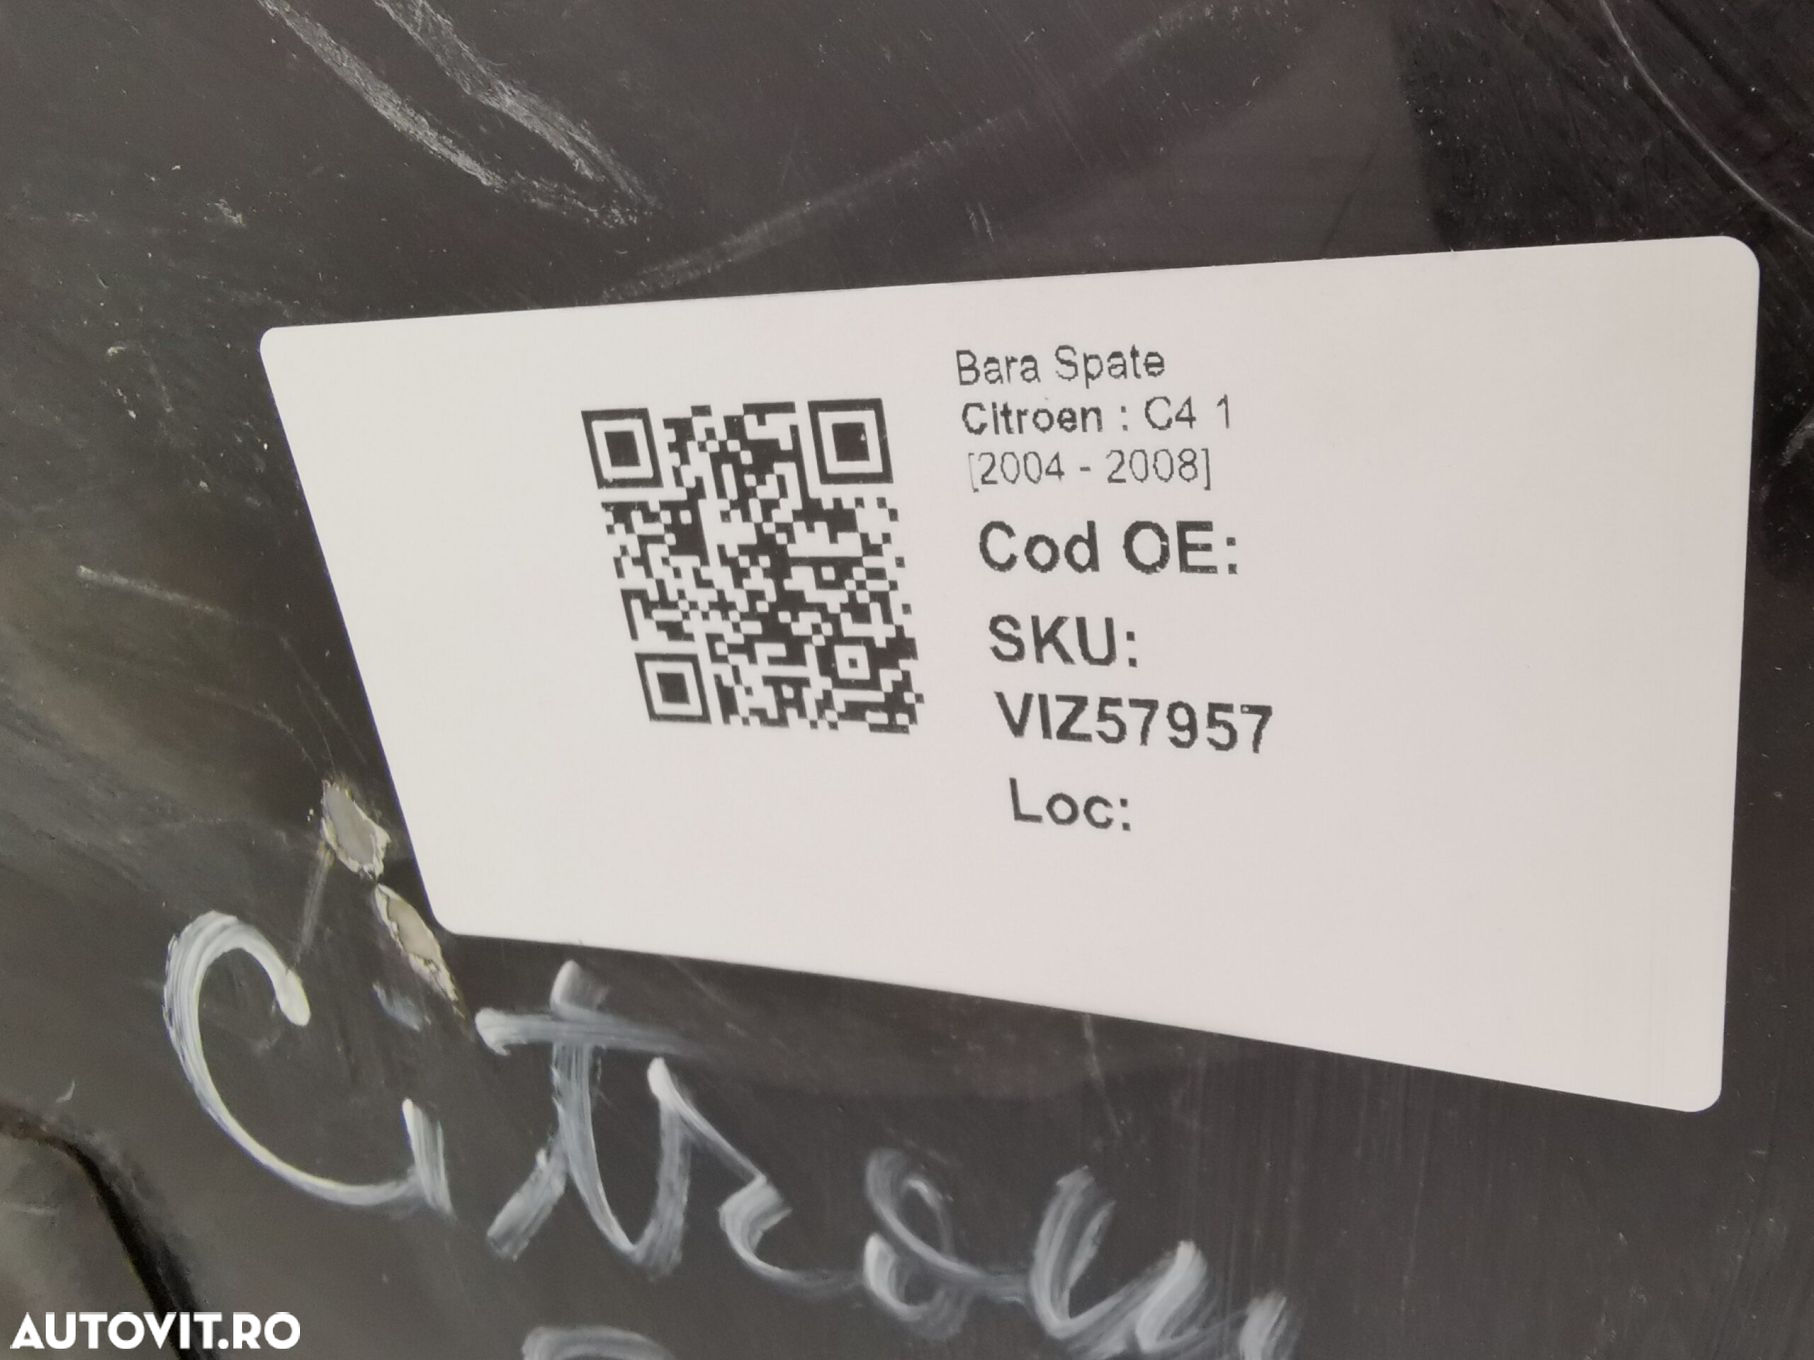 Bara Spate
Citroen : C4 1
[2004 - 2008]
Cod OE:
SKU:
VIZ57957
Loc:
Citroen
AUTOVIT.RO